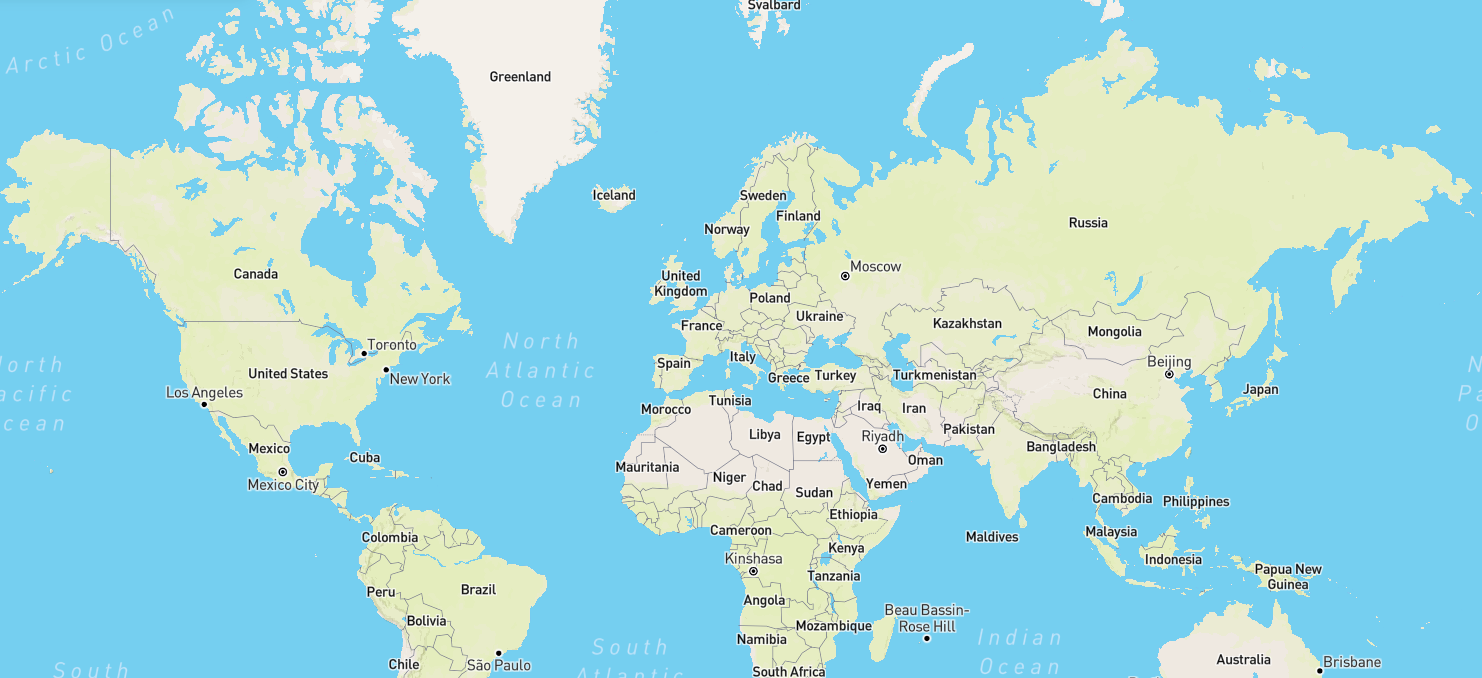 Svalbard
Arctic Ocean
Greenland
Iceland
Sweden
Finland
Norway
Russia
Canada
United
Kingdom
Moscow
Poland
Ukraine
France
Kazakhstan
Mongolia
Toronto
North
Atlantic
Ocean
Italy
Spain
Greece
Turkey
Turkmenistan
Beijing
China
Japan
United States
New York
Los Angeles
orth
acific
cean
N
Pa
O
Tunisia
Morocco
Iraq
Iran
Libya
Egypt
Riyadh
Pakistan
Bangladesh
Mexico
Cuba
Mexico City
Mauritania
Niger
Chad
Sudan
Oman
Yemen
Cambodia
Philippines
Ethiopia
Cameroon
Colombia
Maldives
Malaysia
Kenya
Kinshasa
Indonesia
Tanzania
Papua New
Guinea
Peru
Brazil
Angola
Beau Bassin-
Rose Hill
Bolivia
Mozambique
Namibia
Indian
Ocean
South
Atlantic
Chile
São Paulo
South
South Africa
Australia
Brisbane